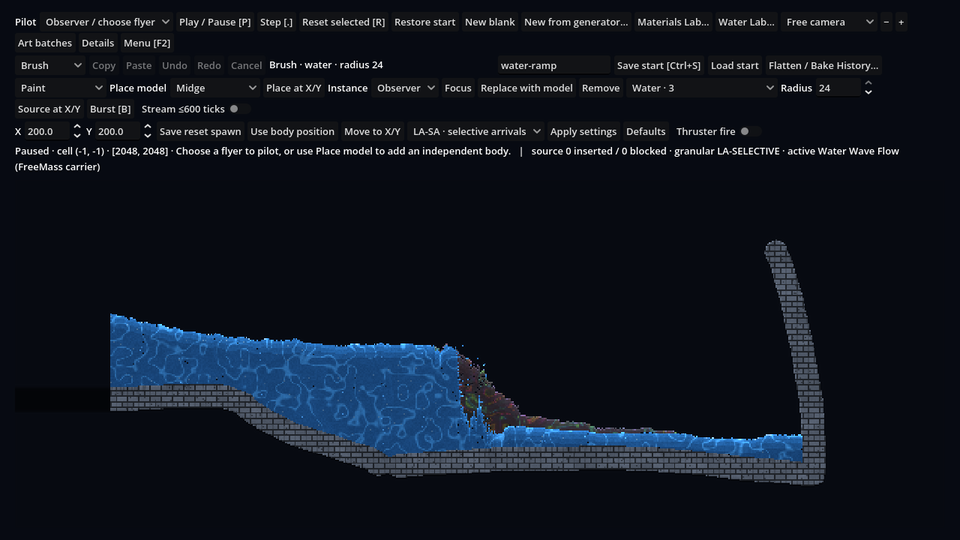 Pilot Observer / choose flyer Play / Pause [P] Step [.] Reset selected [R] Restore start New blank New from generator... Materials Lab... Water Lab... Free camera − +
Art batches Details Menu [F2]
Brush Copy Paste Undo Redo Cancel Brush · water · radius 24 water-ramp Save start [Ctrl+S] Load start Flatten / Bake History...
Paint Place model Midge Place at X/Y Instance Observer Focus Replace with model Remove Water · 3 Radius 24
Source at X/Y Burst [B] Stream ≤600 ticks
X 200.0 Y 200.0 Save reset spawn Use body position Move to X/Y LA-SA · selective arrivals Apply settings Defaults Thruster fire
Paused · cell (-1, -1) · [2048, 2048] · Choose a flyer to pilot, or use Place model to add an independent body. | source 0 inserted / 0 blocked · granular LA-SELECTIVE · active Water Wave Flow
(FreeMass carrier)